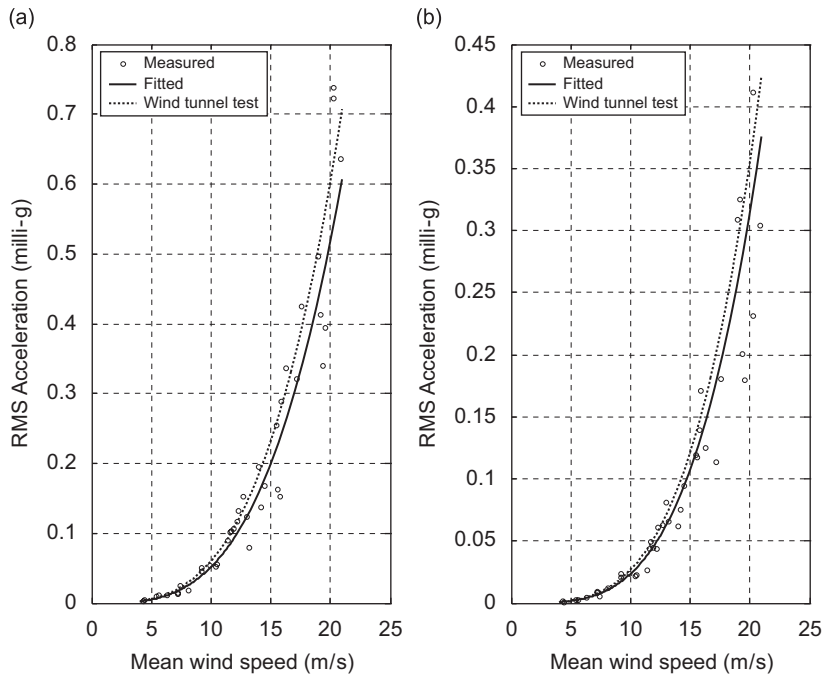 (a)
RMS Acceleration (milli-g)
0.8
0.7
0.6
0.5
0.4
0.3
0.2
0.1
0
Measured
Fitted
Wind tunnel test
0 5 10 15 20 25
Mean wind speed (m/s)
(b)
RMS Acceleration (milli-g)
0.45
0.4
0.35
0.3
0.25
0.2
0.15
0.1
0.05
0
Measured
Fitted
Wind tunnel test
0 5 10 15 20 25
Mean wind speed (m/s)